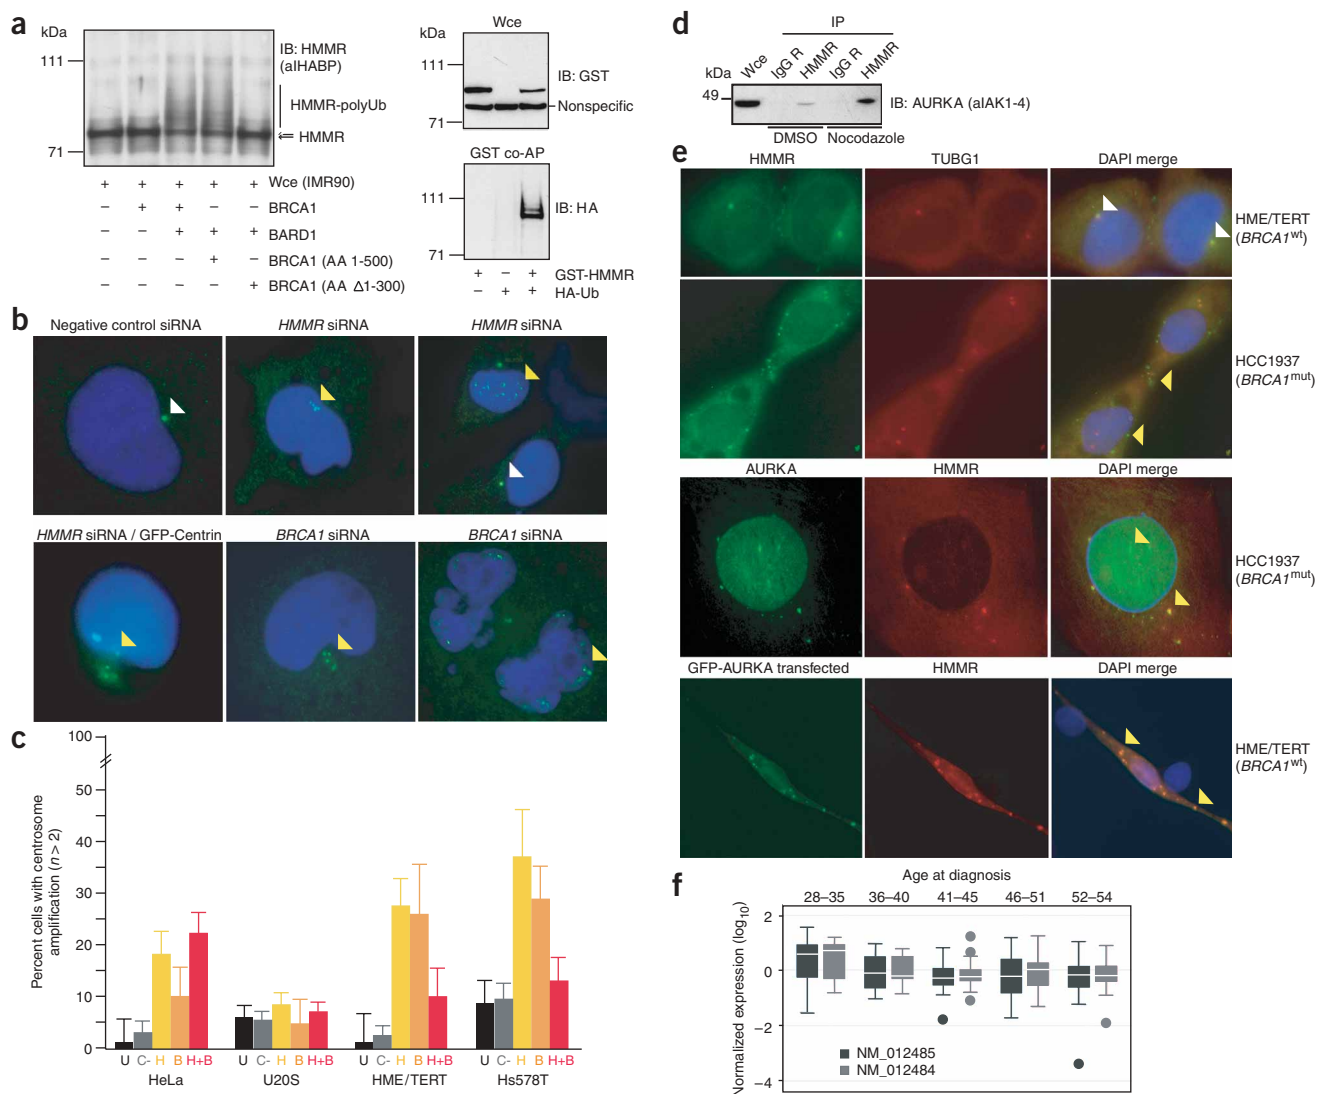 a
kDa
111
71
IB: HMMR
(aIHABP)
HMMR-polyUb
⇐ HMMR
+ + + + + Wce (IMR90)
– + + – – BRCA1
– – + + + BARD1
– – – + – BRCA1 (AA 1-500)
– – – – + BRCA1 (AA Δ1-300)
Wce
kDa
111
71
IB: GST
Nonspecific
GST co-AP
111
71
IB: HA
+ – + GST-HMMR
– + + HA-Ub
b
Negative control siRNA
HMMR siRNA
HMMR siRNA
HMMR siRNA / GFP-Centrin
BRCA1 siRNA
BRCA1 siRNA
c
Percent cells with centrosome
amplification (n > 2)
100
50
40
30
20
10
0
U C- H B H+B
U C- H B H+B
U C- H B H+B
U C- H B H+B
HeLa
U20S
HME/TERT
Hs578T
d
IP
Wce
IgG R
HMMR
IgG R
HMMR
kDa
49
IB: AURKA (aIAK1-4)
DMSO
Nocodazole
e
HMMR
TUBG1
DAPI merge
HME/TERT
(BRCA1wt)
HCC1937
(BRCA1mut)
AURKA
HMMR
DAPI merge
HCC1937
(BRCA1mut)
GFP-AURKA transfected
HMMR
DAPI merge
HME/TERT
(BRCA1wt)
f
Age at diagnosis
28–35 36–40 41–45 46–51 52–54
Normalized expression (log10)
2
0
–2
–4
NM_012485
NM_012484